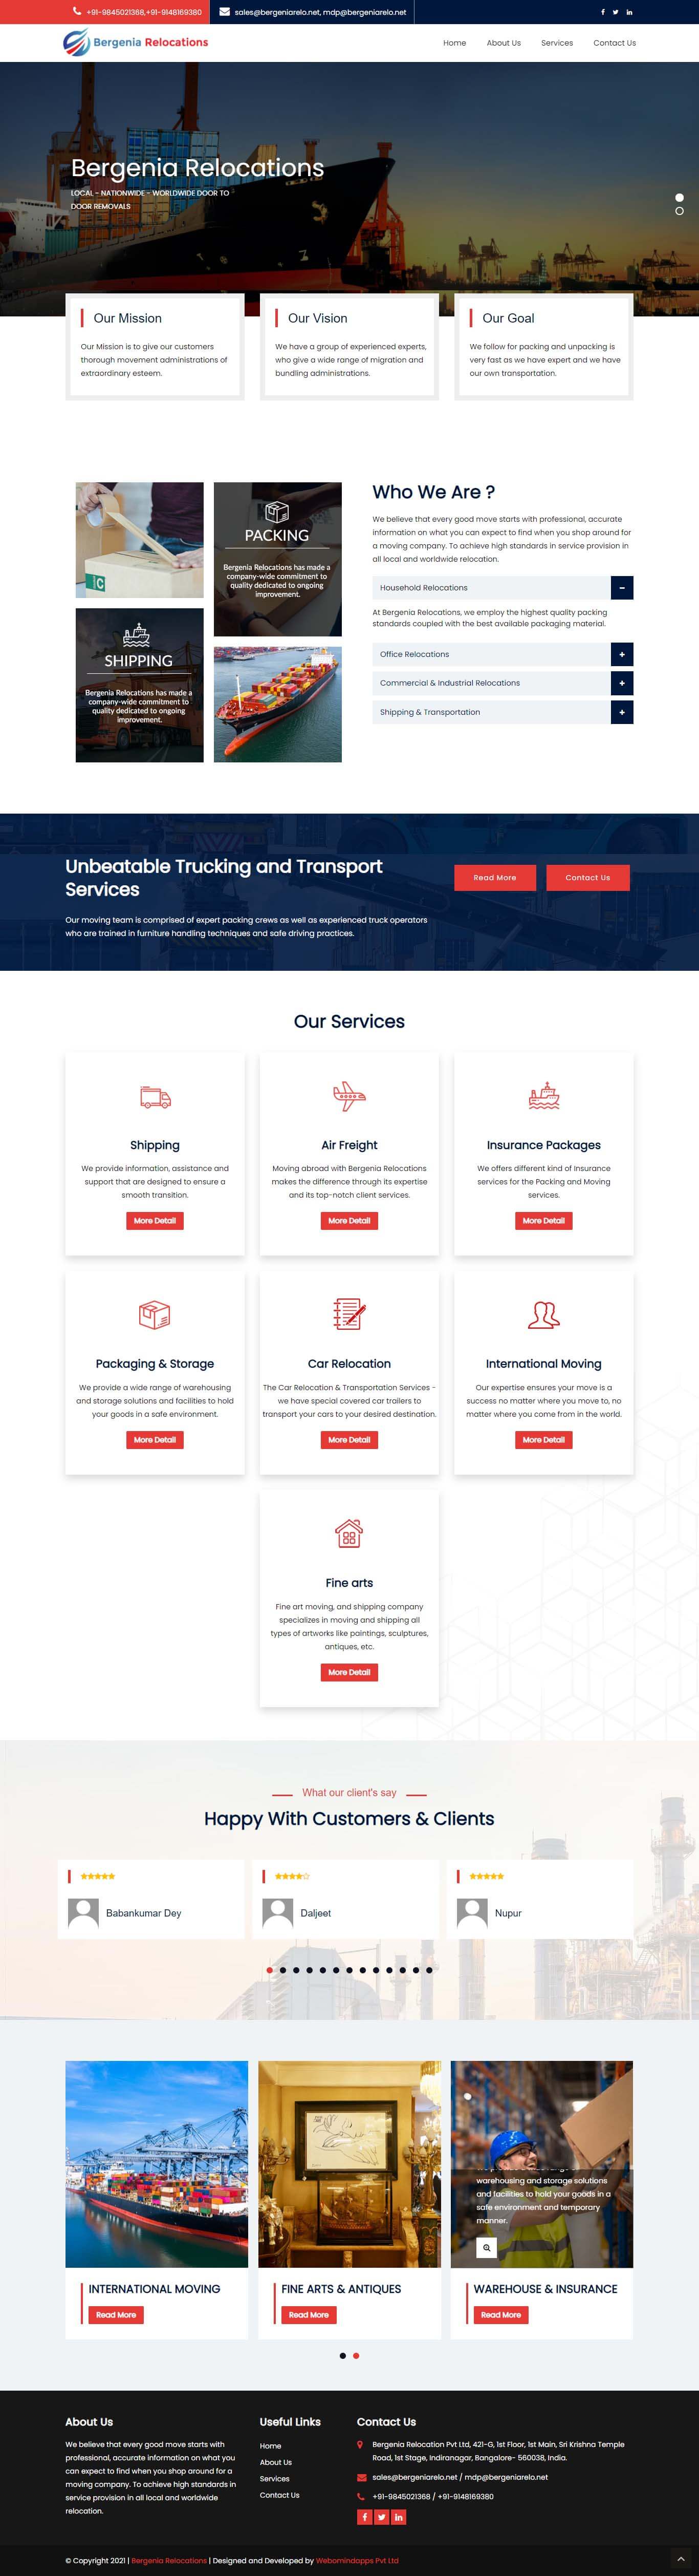 +91-9845021368,+91-9148169380
sales@bergeniarelo.net, mdp@bergeniarelo.net
Bergenia Relocations
Home
About Us
Services
Contact Us
Bergenia Relocations
LOCAL - NATIONWIDE - WORLDWIDE DOOR TO
DOOR REMOVALS
Our Mission
Our Mission is to give our customers
thorough movement administrations of
extraordinary esteem.
Our Vision
We have a group of experienced experts,
who give a wide range of migration and
bundling administrations.
Our Goal
We follow for packing and unpacking is
very fast as we have expert and we have
our own transportation.
PACKING
Bergenia Relocations has made a
company-wide commitment to
quality dedicated to ongoing
improvement.
SHIPPING
Bergenia Relocations has made a
company-wide commitment to
quality dedicated to ongoing
improvement.
Who We Are ?
We believe that every good move starts with professional, accurate
information on what you can expect to find when you shop around for
a moving company. To achieve high standards in service provision in
all local and worldwide relocation.
Household Relocations
At Bergenia Relocations, we employ the highest quality packing
standards coupled with the best available packaging material.
Office Relocations
Commercial & Industrial Relocations
Shipping & Transportation
Unbeatable Trucking and Transport
Services
Our moving team is comprised of expert packing crews as well as experienced truck operators
who are trained in furniture handling techniques and safe driving practices.
Read More
Contact Us
Our Services
Shipping
We provide information, assistance and
support that are designed to ensure a
smooth transition.
More Detail
Air Freight
Moving abroad with Bergenia Relocations
makes the difference through its expertise
and its top-notch client services.
More Detail
Insurance Packages
We offers different kind of Insurance
services for the Packing and Moving
services.
More Detail
Packaging & Storage
We provide a wide range of warehousing
and storage solutions and facilities to hold
your goods in a safe environment.
More Detail
Car Relocation
The Car Relocation & Transportation Services -
we have special covered car trailers to
transport your cars to your desired destination.
More Detail
International Moving
Our expertise ensures your move is a
success no matter where you move to, no
matter where you come from in the world.
More Detail
Fine arts
Fine art moving, and shipping company
specializes in moving and shipping all
types of artworks like paintings, sculptures,
antiques, etc.
More Detail
What our client's say
Happy With Customers & Clients
Babankumar Dey
Daljeet
Nupur
warehousing and storage solutions
and facilities to hold your goods in a
safe environment and temporary
manner.
INTERNATIONAL MOVING
Read More
FINE ARTS & ANTIQUES
Read More
WAREHOUSE & INSURANCE
Read More
About Us
We believe that every good move starts with
professional, accurate information on what you
can expect to find when you shop around for a
moving company. To achieve high standards in
service provision in all local and worldwide
relocation.
Useful Links
Home
About Us
Services
Contact Us
Contact Us
Bergenia Relocation Pvt Ltd, 421-G, 1st Floor, 1st Main, Sri Krishna Temple
Road, 1st Stage, Indiranagar, Bangalore- 560038, India.
sales@bergeniarelo.net / mdp@bergeniarelo.net
+91-9845021368 / +91-9148169380
© Copyright 2021 | Bergenia Relocations | Designed and Developed by Webomindapps Pvt Ltd